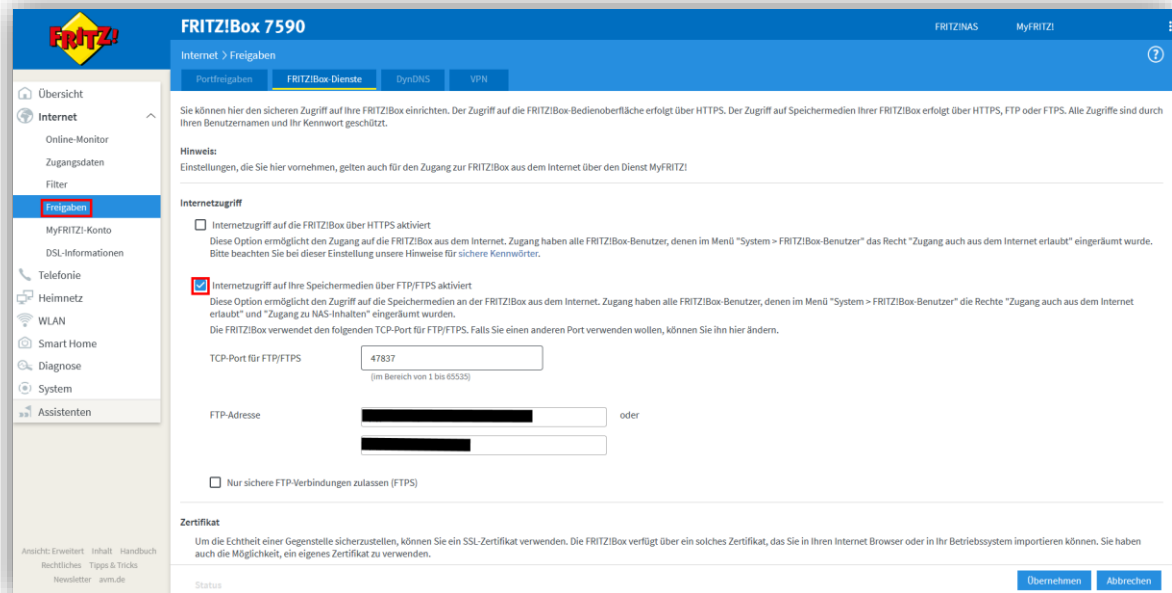 FRITZ!
FRITZ!Box 7590
FRITZ!NAS
MyFRITZ!
Internet > Freigaben
?
Portfreigaben
FRITZ!Box-Dienste
DynDNS
VPN
Übersicht
Internet
Online-Monitor
Zugangsdaten
Filter
Freigaben
MyFRITZ!-Konto
DSL-Informationen
Telefonie
Heimnetz
WLAN
Smart Home
Diagnose
System
Assistenten
Ansicht: Erweitert Inhalt Handbuch
Rechtliches Tipps & Tricks
Newsletter avm.de
Sie können hier den sicheren Zugriff auf Ihre FRITZ!Box einrichten. Der Zugriff auf die FRITZ!Box-Bedienoberfläche erfolgt über HTTPS. Der Zugriff auf Speichermedien Ihrer FRITZ!Box erfolgt über HTTPS, FTP oder FTPS. Alle Zugriffe sind durch
Ihren Benutzernamen und Ihr Kennwort geschützt.
Hinweis:
Einstellungen, die Sie hier vornehmen, gelten auch für den Zugang zur FRITZ!Box aus dem Internet über den Dienst MyFRITZ!
Internetzugriff
Internetzugriff auf die FRITZ!Box über HTTPS aktiviert
Diese Option ermöglicht den Zugang auf die FRITZ!Box aus dem Internet. Zugang haben alle FRITZ!Box-Benutzer, denen im Menü "System > FRITZ!Box-Benutzer" das Recht "Zugang auch aus dem Internet erlaubt" eingeräumt wurde.
Bitte beachten Sie bei dieser Einstellung unsere Hinweise für sichere Kennwörter.
Internetzugriff auf Ihre Speichermedien über FTP/FTPS aktiviert
Diese Option ermöglicht den Zugriff auf die Speichermedien an der FRITZ!Box aus dem Internet. Zugang haben alle FRITZ!Box-Benutzer, denen im Menü "System > FRITZ!Box-Benutzer" die Rechte "Zugang auch aus dem Internet
erlaubt" und "Zugang zu NAS-Inhalten" eingeräumt wurden.
Die FRITZ!Box verwendet den folgenden TCP-Port für FTP/FTPS. Falls Sie einen anderen Port verwenden wollen, können Sie ihn hier ändern.
TCP-Port für FTP/FTPS
47837
(im Bereich von 1 bis 65535)
FTP-Adresse
oder
Nur sichere FTP-Verbindungen zulassen (FTPS)
Zertifikat
Um die Echtheit einer Gegenstelle sicherzustellen, können Sie ein SSL-Zertifikat verwenden. Die FRITZ!Box verfügt über ein solches Zertifikat, das Sie in Ihren Internet Browser oder in Ihr Betriebssystem importieren können. Sie haben
auch die Möglichkeit, ein eigenes Zertifikat zu verwenden.
Status
Übernehmen
Abbrechen